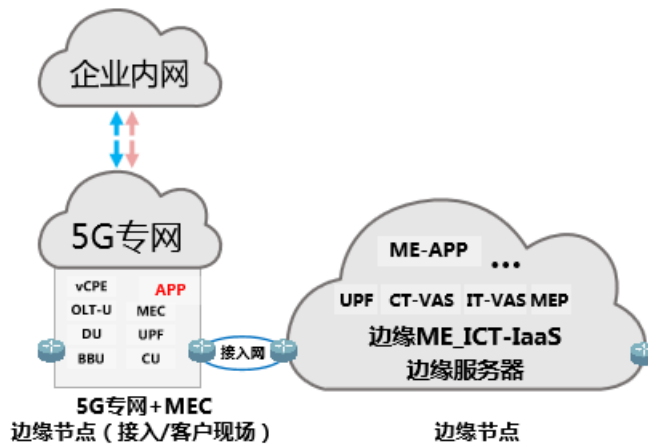 企业内网
5G专网
vCPE APP
OLT-U MEC
DU UPF
BBU CU
接入网
5G专网+MEC
边缘节点（接入/客户现场）
ME-APP ...
UPF CT-VAS IT-VAS MEP
边缘ME_ICT-IaaS
边缘服务器
边缘节点